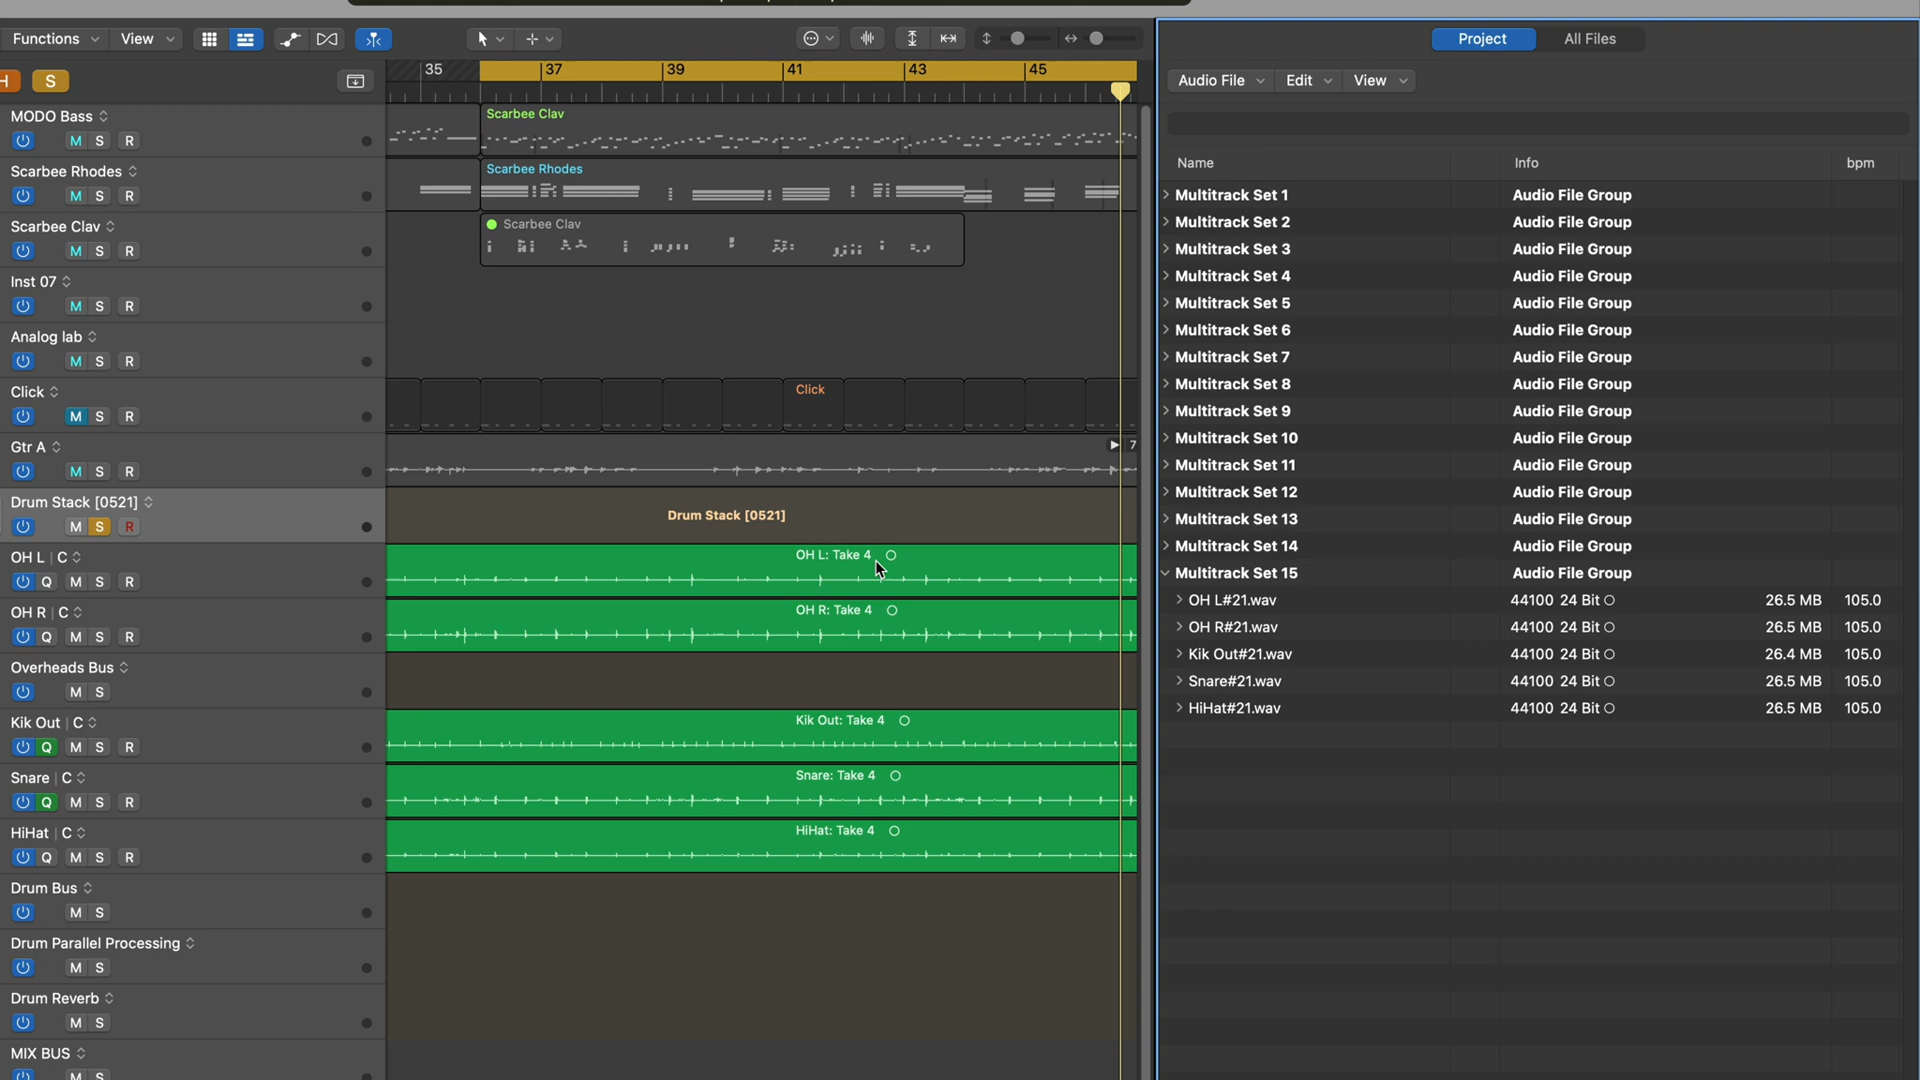 Functions View
35 37 39 41 43 45
H S
MODO Bass
M S R
Scarbee Rhodes
M S R
Scarbee Clav
M S R
Inst 07
M S R
Analog lab
M S R
Click
M S R
Gtr A
M S R
Drum Stack [0521]
M S R
OH L | C
Q M S R
OH R | C
Q M S R
Overheads Bus
M S
Kik Out | C
Q M S R
Snare | C
Q M S R
HiHat | C
Q M S R
Drum Bus
M S
Drum Parallel Processing
M S
Drum Reverb
M S
MIX BUS
M S
Scarbee Clav
Scarbee Rhodes
Scarbee Clav
Click
7
Drum Stack [0521]
OH L: Take 4
OH R: Take 4
Kik Out: Take 4
Snare: Take 4
HiHat: Take 4
Project All Files
Audio File Edit View
Name Info bpm
Multitrack Set 1 Audio File Group
Multitrack Set 2 Audio File Group
Multitrack Set 3 Audio File Group
Multitrack Set 4 Audio File Group
Multitrack Set 5 Audio File Group
Multitrack Set 6 Audio File Group
Multitrack Set 7 Audio File Group
Multitrack Set 8 Audio File Group
Multitrack Set 9 Audio File Group
Multitrack Set 10 Audio File Group
Multitrack Set 11 Audio File Group
Multitrack Set 12 Audio File Group
Multitrack Set 13 Audio File Group
Multitrack Set 14 Audio File Group
Multitrack Set 15 Audio File Group
OH L#21.wav 44100 24 Bit 26.5 MB 105.0
OH R#21.wav 44100 24 Bit 26.5 MB 105.0
Kik Out#21.wav 44100 24 Bit 26.4 MB 105.0
Snare#21.wav 44100 24 Bit 26.5 MB 105.0
HiHat#21.wav 44100 24 Bit 26.5 MB 105.0